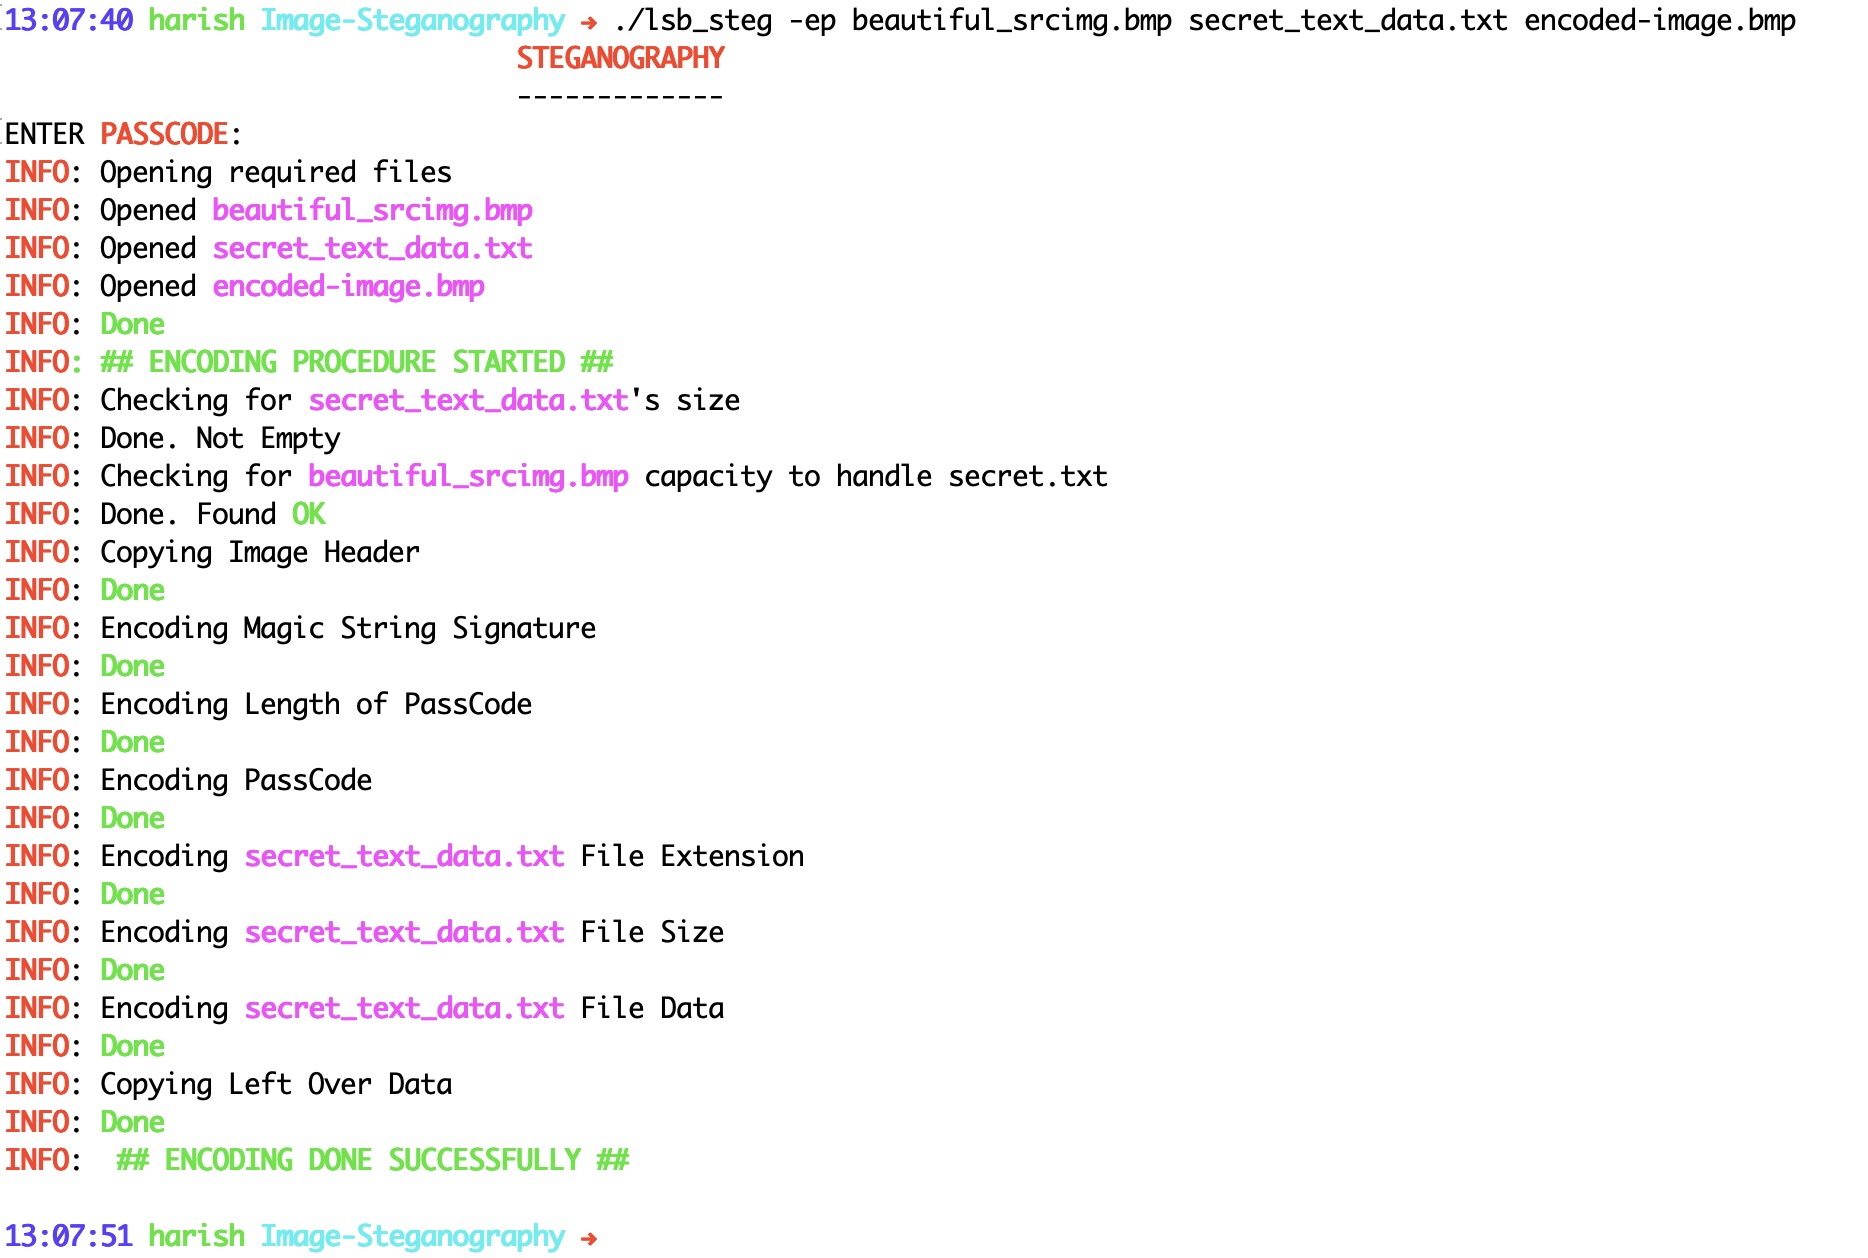 13:07:40 harish Image-Steganography → ./lsb_steg -ep beautiful_srcimg.bmp secret_text_data.txt encoded-image.bmp
STEGANOGRAPHY
-------------
ENTER PASSCODE:
INFO: Opening required files
INFO: Opened beautiful_srcimg.bmp
INFO: Opened secret_text_data.txt
INFO: Opened encoded-image.bmp
INFO: Done
INFO: ## ENCODING PROCEDURE STARTED ##
INFO: Checking for secret_text_data.txt's size
INFO: Done. Not Empty
INFO: Checking for beautiful_srcimg.bmp capacity to handle secret.txt
INFO: Done. Found OK
INFO: Copying Image Header
INFO: Done
INFO: Encoding Magic String Signature
INFO: Done
INFO: Encoding Length of PassCode
INFO: Done
INFO: Encoding PassCode
INFO: Done
INFO: Encoding secret_text_data.txt File Extension
INFO: Done
INFO: Encoding secret_text_data.txt File Size
INFO: Done
INFO: Encoding secret_text_data.txt File Data
INFO: Done
INFO: Copying Left Over Data
INFO: Done
INFO:  ## ENCODING DONE SUCCESSFULLY ##
13:07:51 harish Image-Steganography →